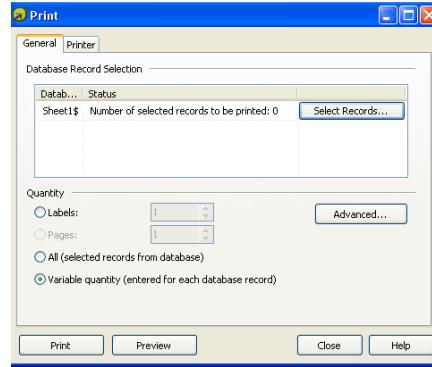 Print
General Printer
Database Record Selection
Datab... Status
Sheet1$ Number of selected records to be printed: 0 Select Records...
Quantity
Labels: 1 Advanced...
Pages: 1
All (selected records from database)
Variable quantity (entered for each database record)
Print Preview Close Help